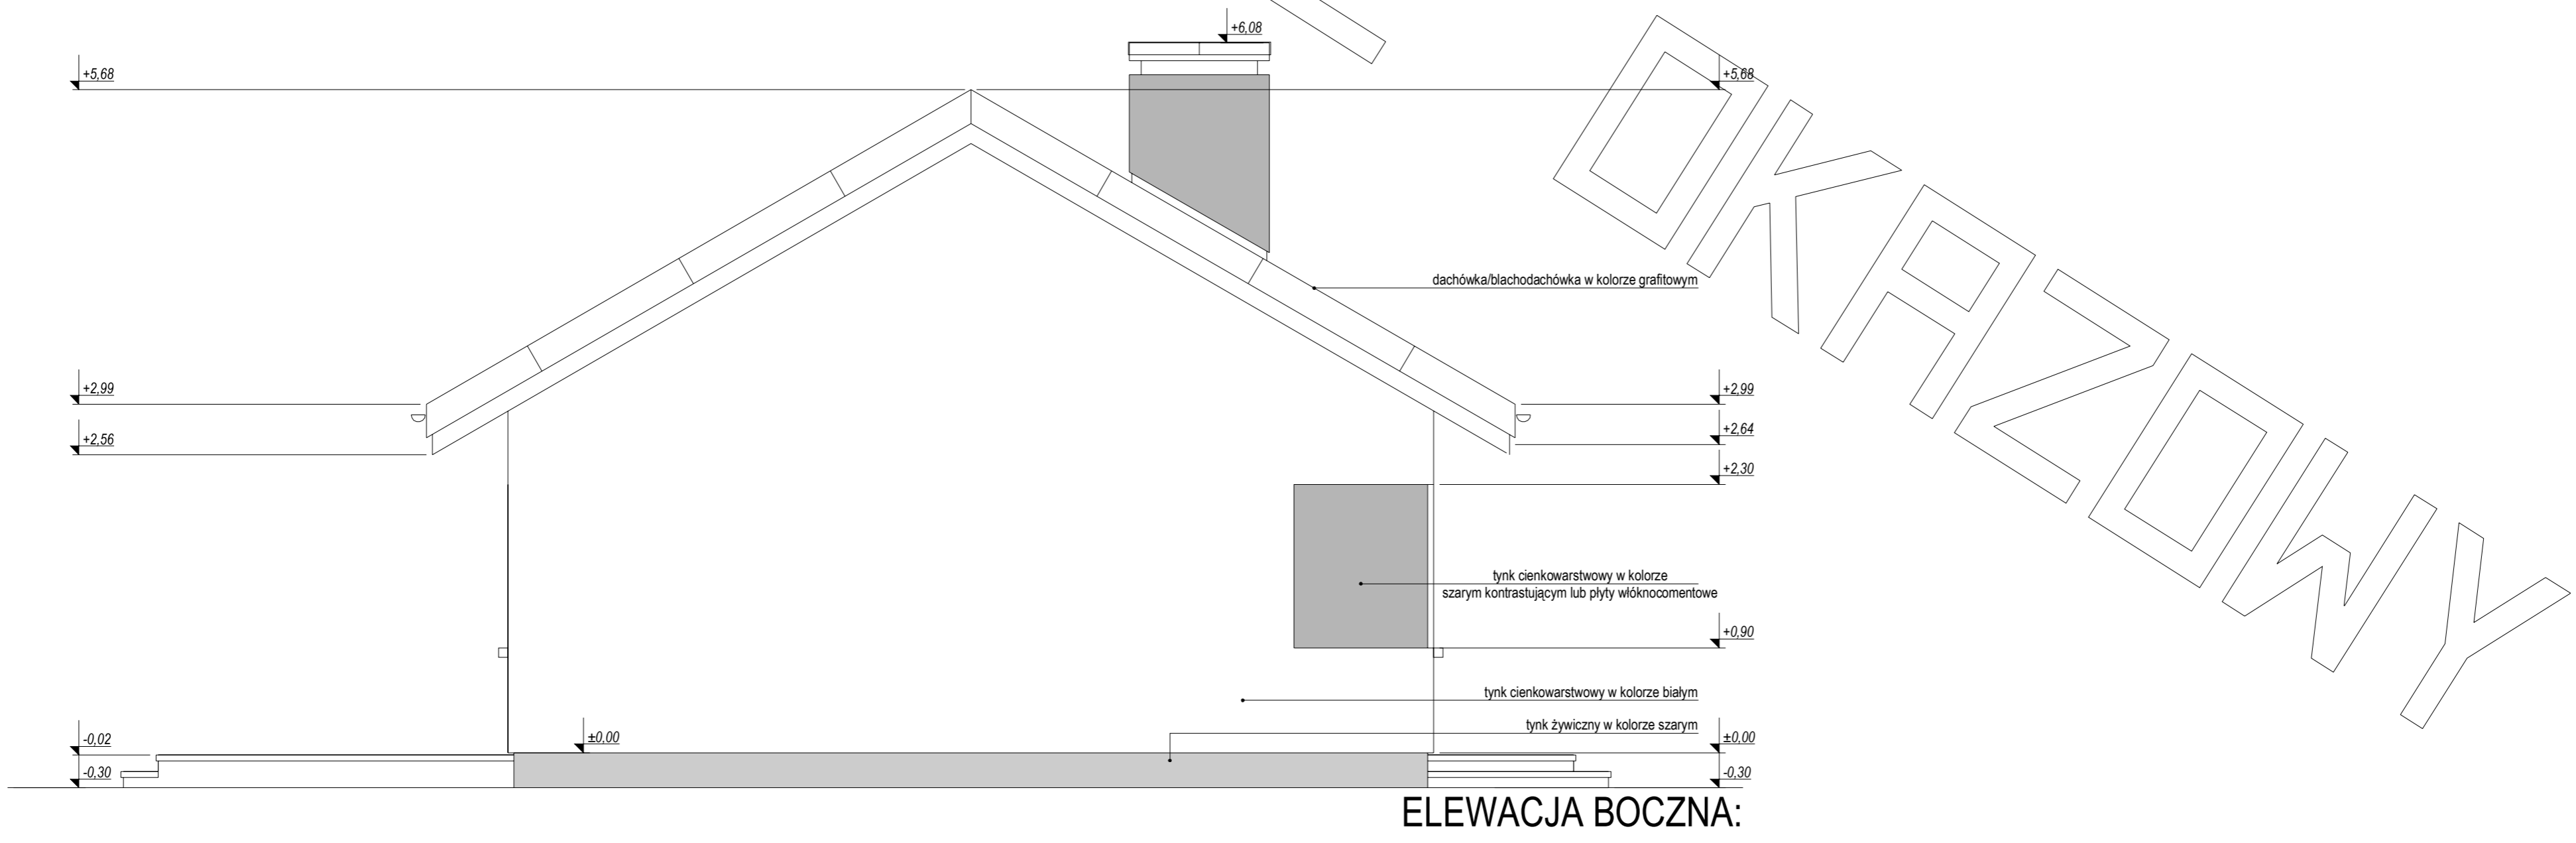 +6,08
+5,68
+5,68
dachówka/blachodachówka w kolorze grafitowym
+2,99
+2,99
+2,56
+2,64
+2,30
tynk cienkowarstwowy w kolorze
szarym kontrastującym lub płyty włóknocomentowe
+0,90
tynk cienkowarstwowy w kolorze białym
tynk żywiczny w kolorze szarym
-0,02
±0,00
±0,00
-0,30
-0,30
ELEWACJA BOCZNA:
OKAZOWY